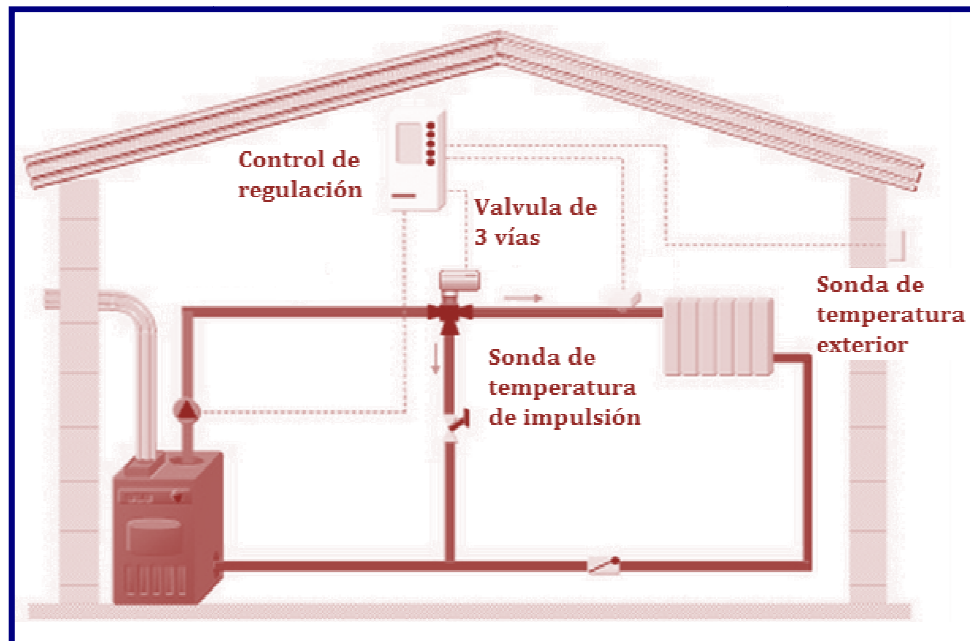 Control de
regulación
Valvula de
3 vías
Sonda de
temperatura
exterior
Sonda de
temperatura
de impulsión